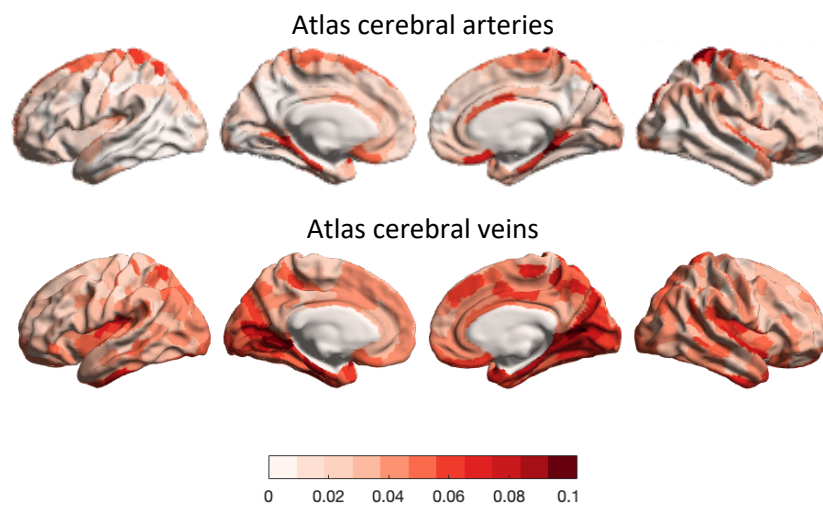 Atlas cerebral arteries
Atlas cerebral veins
0 0.02 0.04 0.06 0.08 0.1